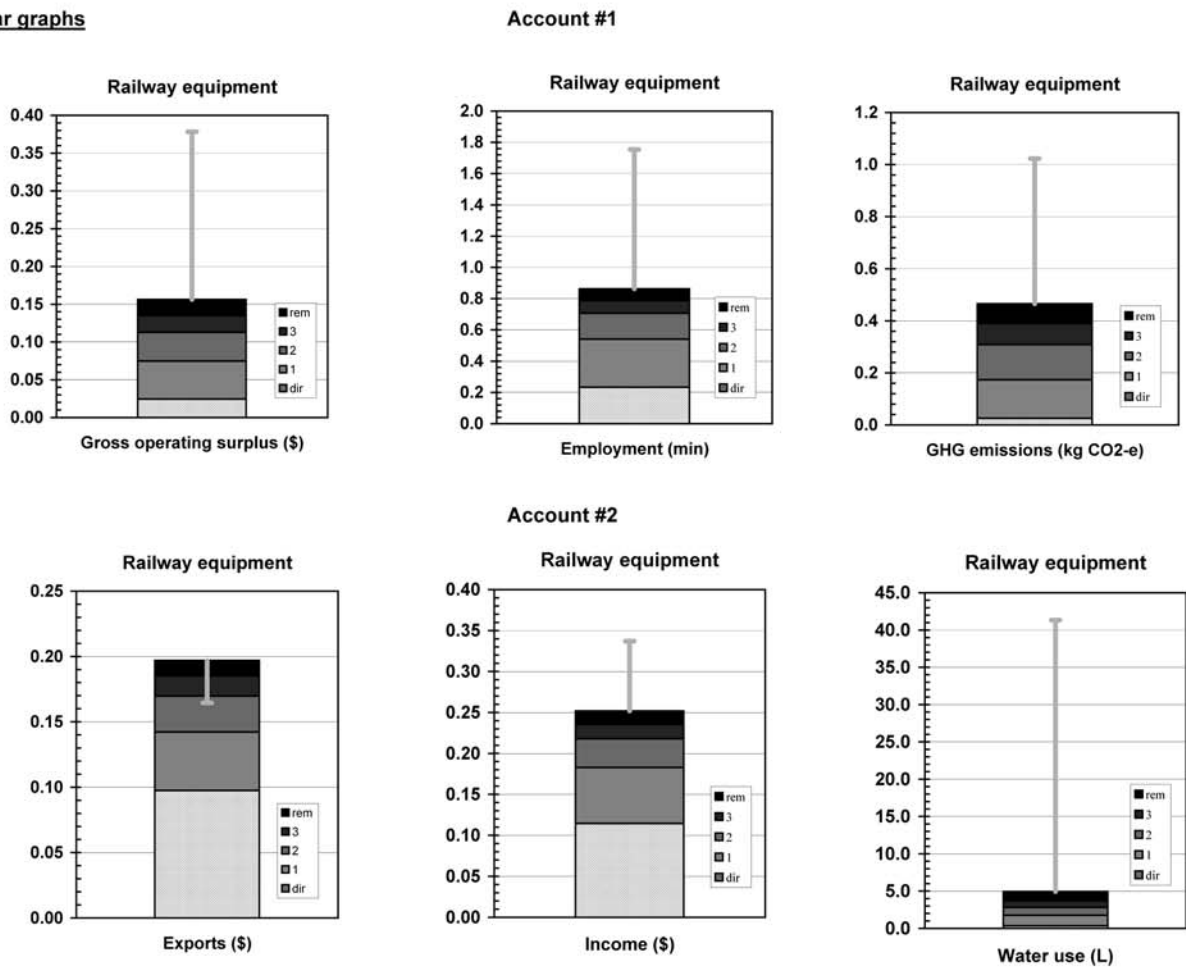 ar graphs
Account #1
Railway equipment
0.40
0.35
0.30
0.25
0.20
0.15
0.10
0.05
0.00
rem
3
2
1
dir
Gross operating surplus ($)
Railway equipment
2.0
1.8
1.6
1.4
1.2
1.0
0.8
0.6
0.4
0.2
0.0
rem
3
2
1
dir
Employment (min)
Railway equipment
1.2
1.0
0.8
0.6
0.4
0.2
0.0
rem
3
2
1
dir
GHG emissions (kg CO2-e)
Account #2
Railway equipment
0.25
0.20
0.15
0.10
0.05
0.00
rem
3
2
1
dir
Exports ($)
Railway equipment
0.40
0.35
0.30
0.25
0.20
0.15
0.10
0.05
0.00
rem
3
2
1
dir
Income ($)
Railway equipment
45.0
40.0
35.0
30.0
25.0
20.0
15.0
10.0
5.0
0.0
rem
3
2
1
dir
Water use (L)